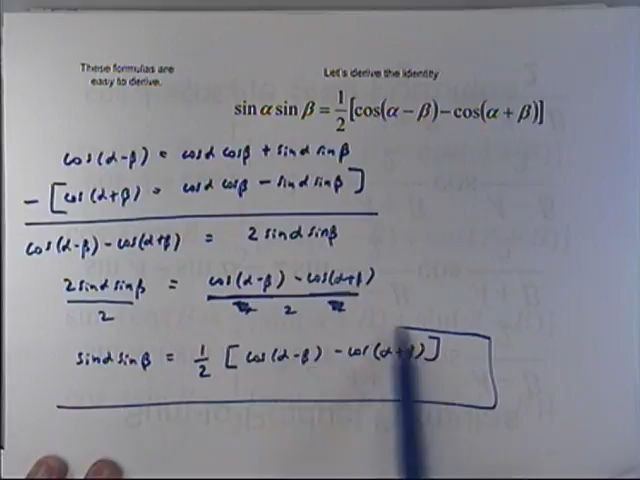 These formulas are
easy to derive.
Let's derive the identity
sin α sin β = 1/2 [cos(α − β) − cos(α + β)]
cos(α-β) = cosα cosβ + sinα sinβ
− [cos(α+β) = cosα cosβ − sinα sinβ]
cos(α-β) − cos(α+β) = 2 sinα sinβ
2 sinα sinβ / 2 = cos(α-β) − cos(α+β) / 2
sinα sinβ = 1/2 [cos(α-β) − cos(α+β)]